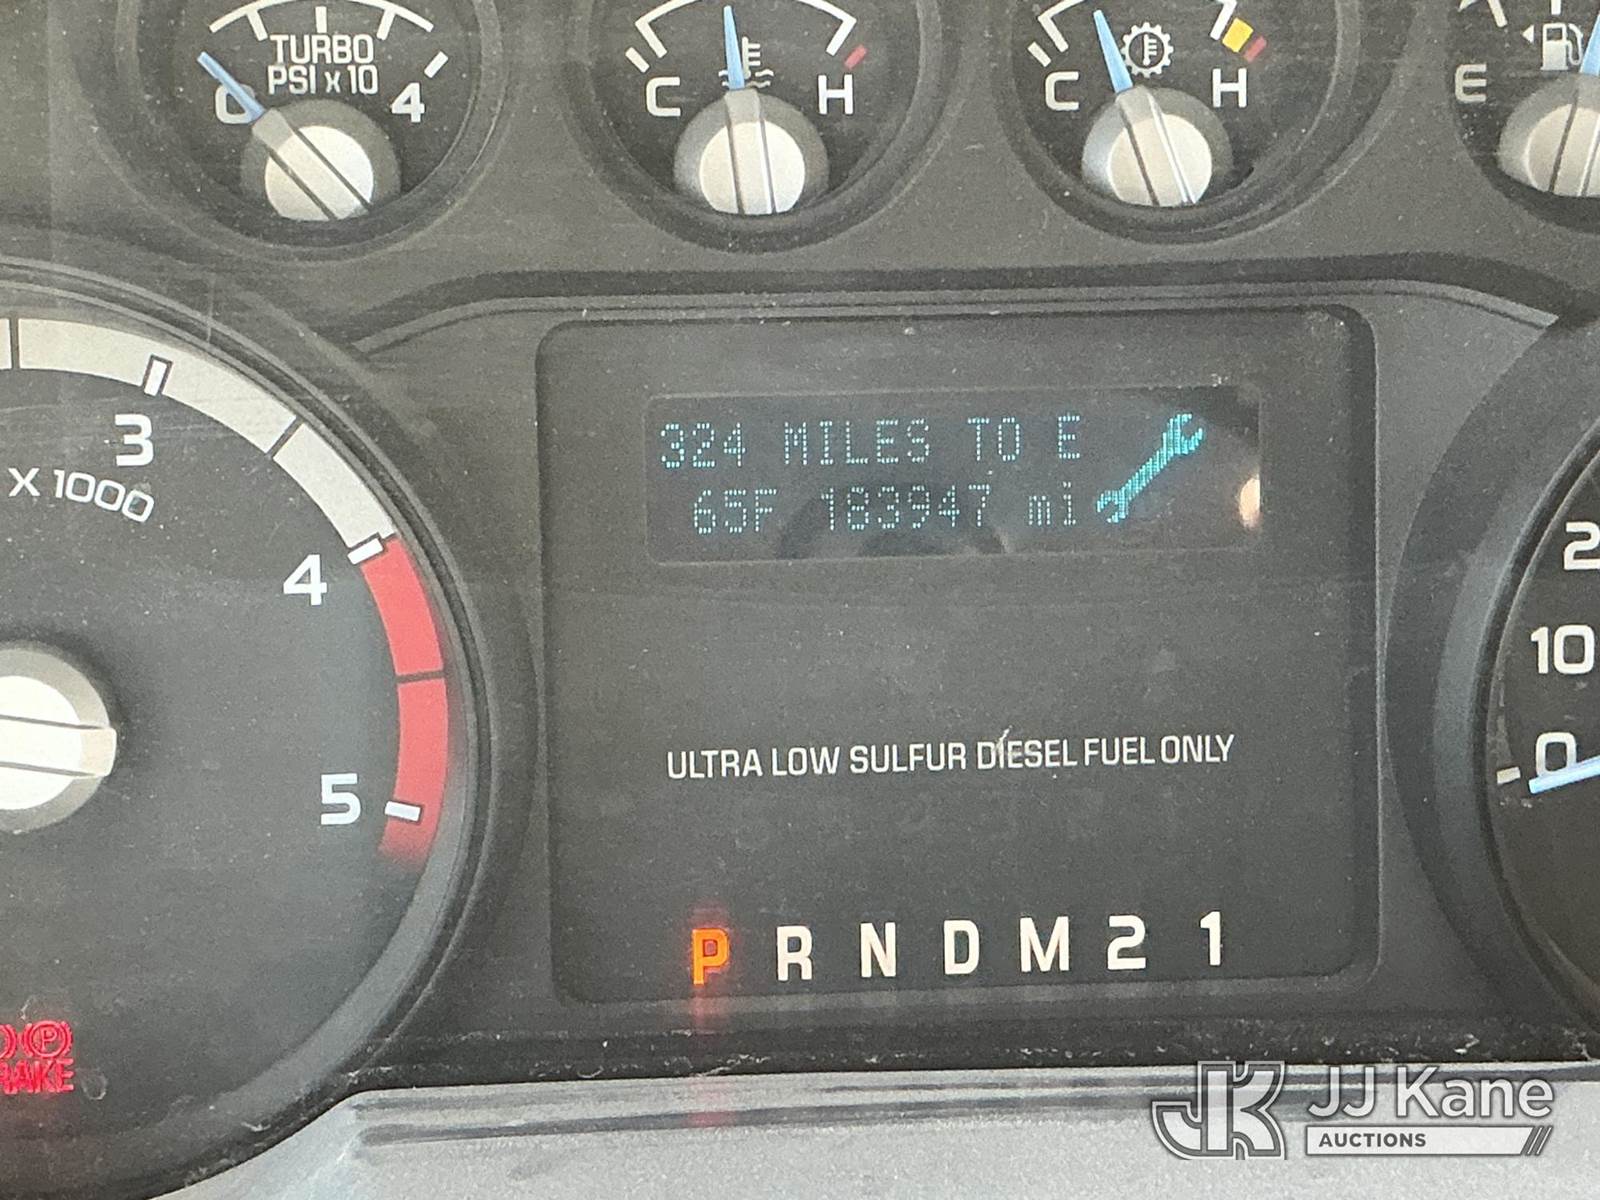 TURBO
PSI x 10
0 4
C H
C H
E
324 MILES TO E
65F 183947 mi
3
X 1000
4
5
2
10
0
ULTRA LOW SULFUR DIESEL FUEL ONLY
P R N D M 2 1
P
JJ Kane
AUCTIONS